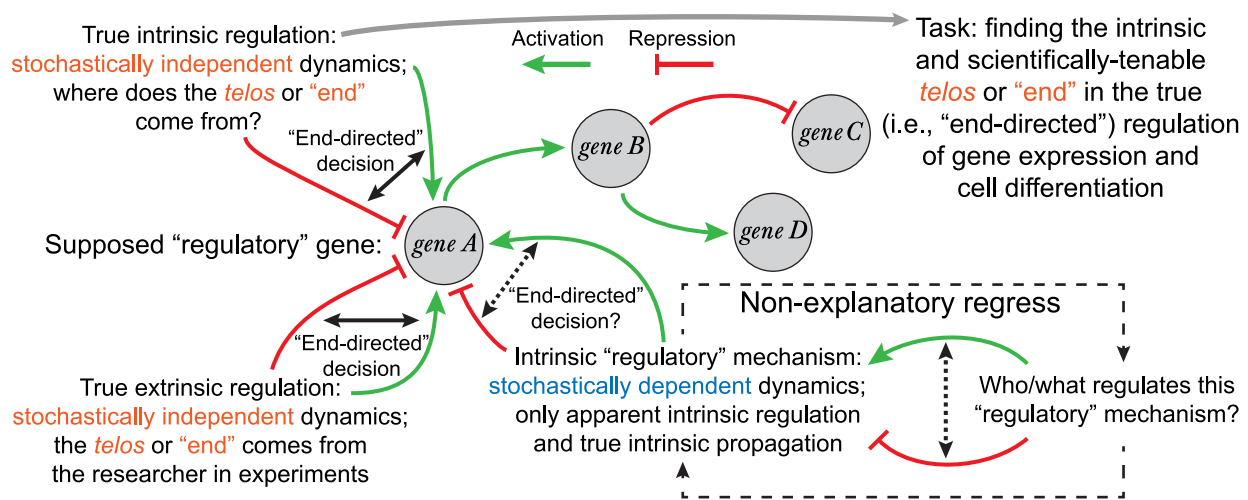 True intrinsic regulation:
stochastically independent dynamics;
where does the telos or “end”
come from?
Activation
Repression
Task: finding the intrinsic
and scientifically-tenable
telos or “end” in the true
(i.e., “end-directed”) regulation
of gene expression and
cell differentiation
“End-directed”
decision
gene B
gene C
Supposed “regulatory” gene:
gene A
gene D
“End-directed”
decision?
“End-directed”
decision
True extrinsic regulation:
stochastically independent dynamics;
the telos or “end” comes from
the researcher in experiments
Non-explanatory regress
Intrinsic “regulatory” mechanism:
stochastically dependent dynamics;
only apparent intrinsic regulation
and true intrinsic propagation
Who/what regulates this
“regulatory” mechanism?